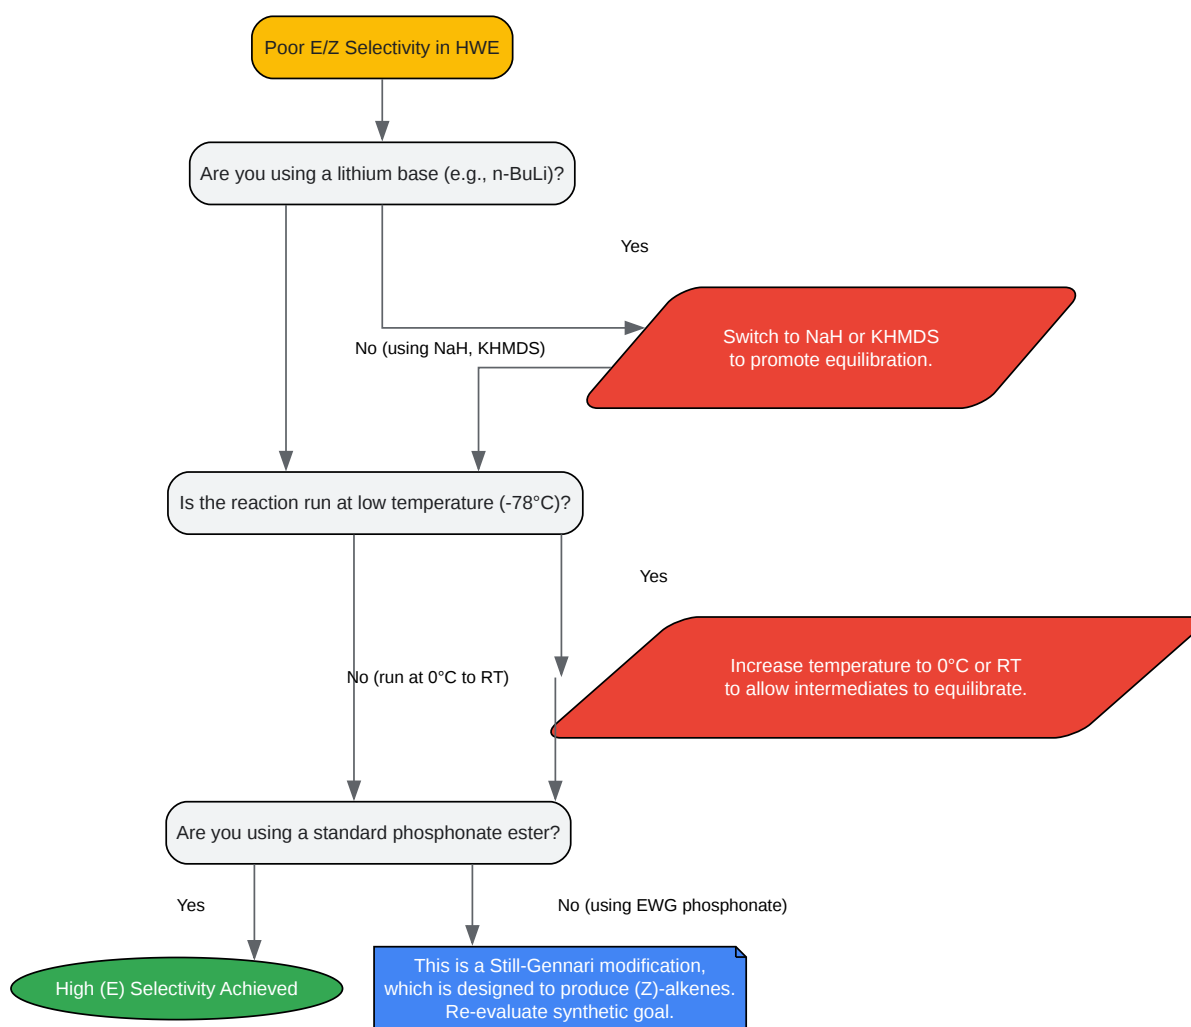 Poor E/Z Selectivity in HWE
Are you using a lithium base (e.g., n-BuLi)?
Yes
Switch to NaH or KHMDS
to promote equilibration.
No (using NaH, KHMDS)
Is the reaction run at low temperature (-78°C)?
Yes
Increase temperature to 0°C or RT
to allow intermediates to equilibrate.
No (run at 0°C to RT)
Are you using a standard phosphonate ester?
Yes
No (using EWG phosphonate)
High (E) Selectivity Achieved
This is a Still-Gennari modification,
which is designed to produce (Z)-alkenes.
Re-evaluate synthetic goal.